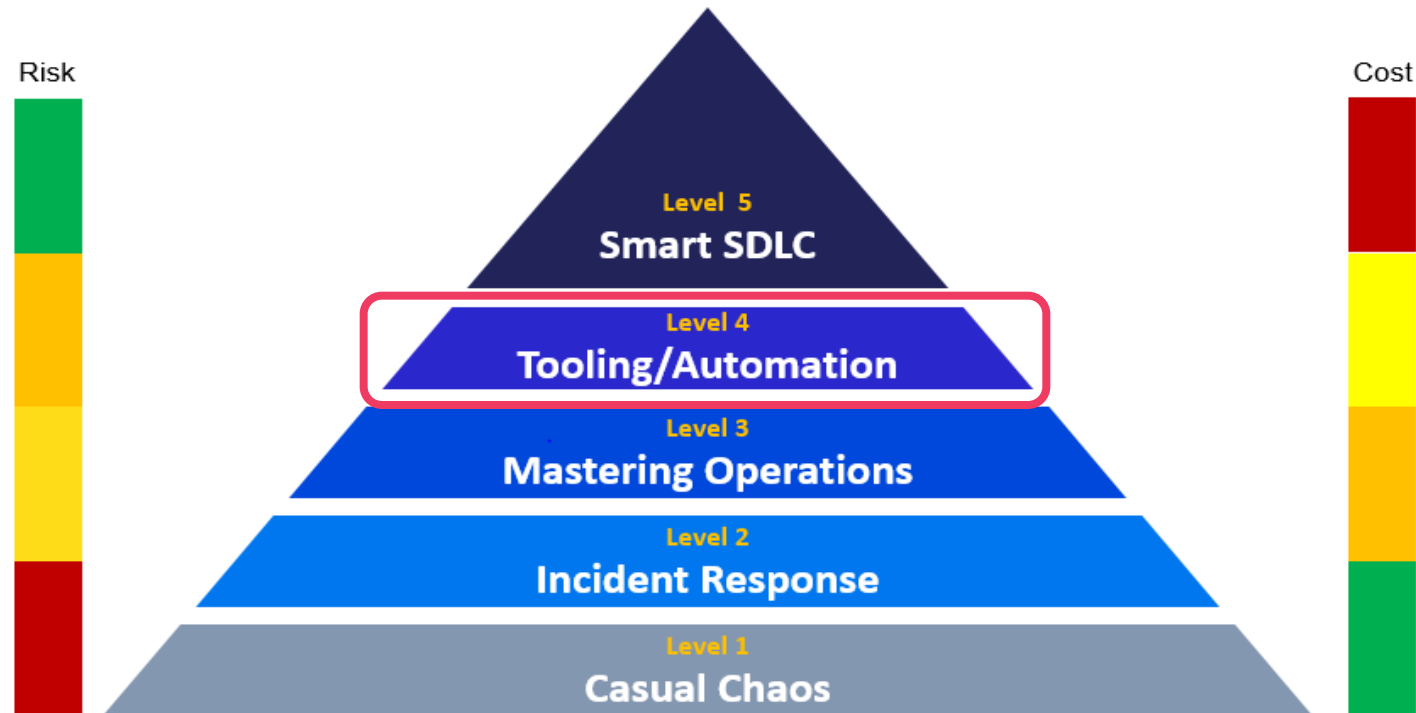 Risk
Cost
Level 5
Smart SDLC
Level 4
Tooling/Automation
Level 3
Mastering Operations
Level 2
Incident Response
Level 1
Casual Chaos